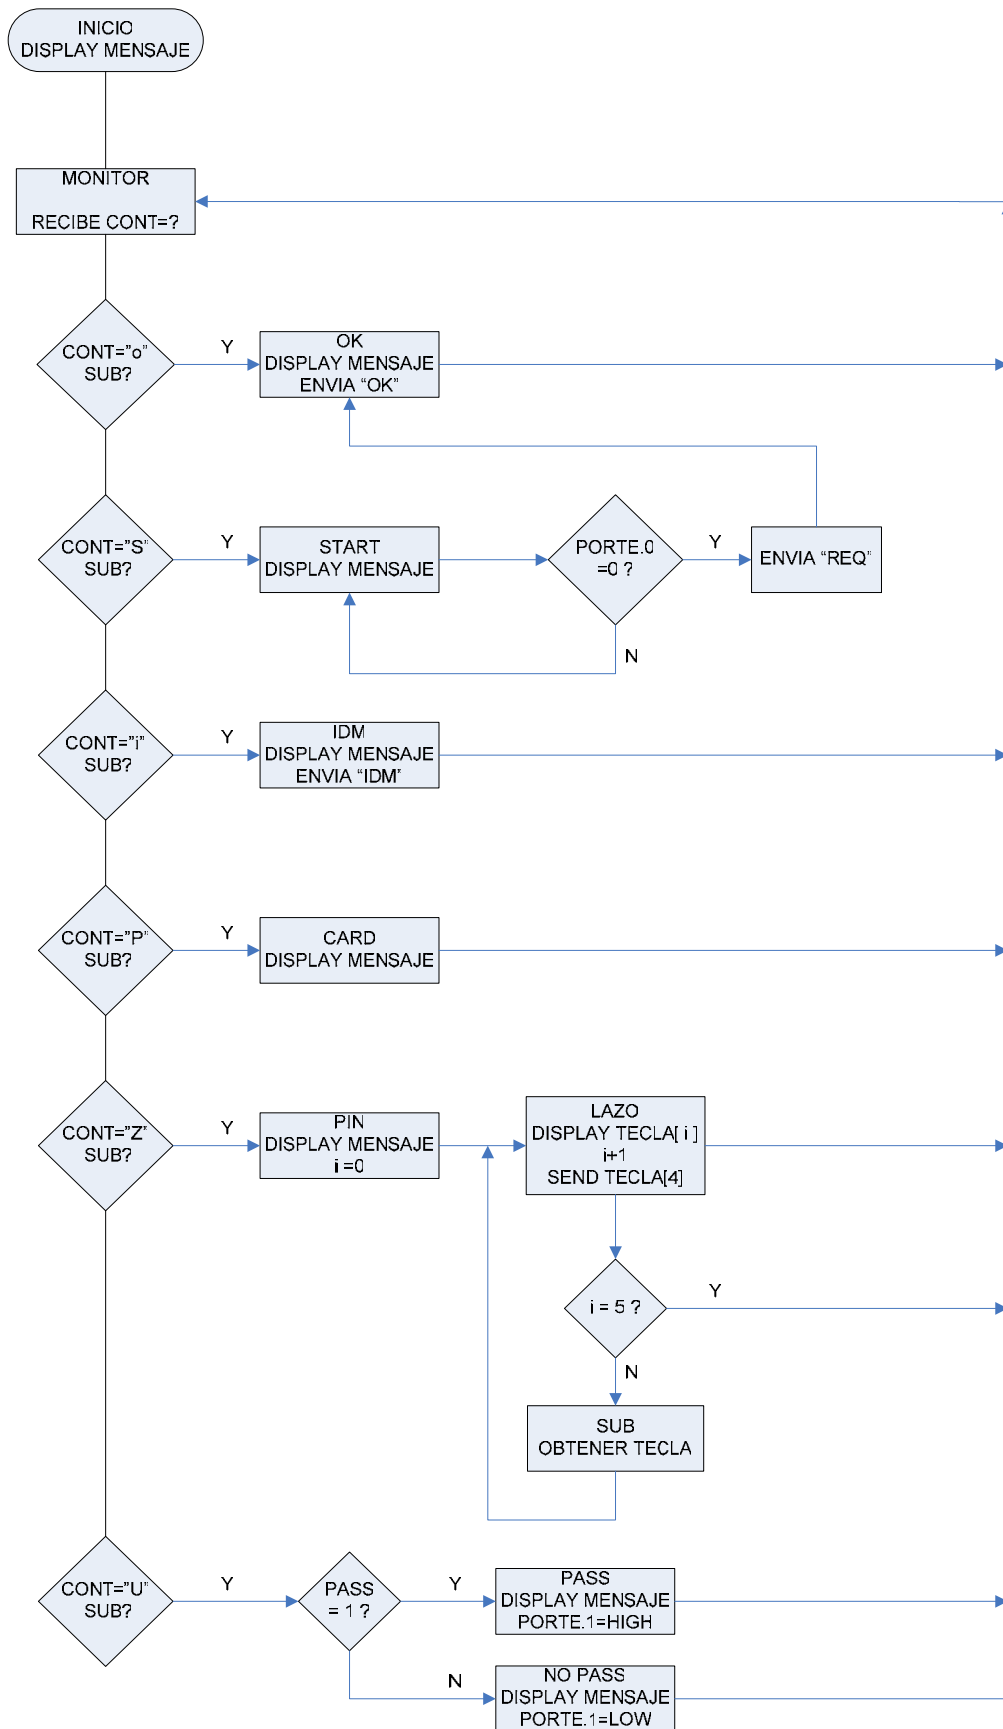 INICIO
DISPLAY MENSAJE
MONITOR
RECIBE CONT=?
CONT="o"
SUB?
Y
OK
DISPLAY MENSAJE
ENVIA “OK”
CONT="S"
SUB?
Y
START
DISPLAY MENSAJE
PORTE.0
=0 ?
Y
ENVIA “REQ”
N
CONT="i"
SUB?
Y
IDM
DISPLAY MENSAJE
ENVIA “IDM”
CONT="P"
SUB?
Y
CARD
DISPLAY MENSAJE
CONT="Z"
SUB?
Y
PIN
DISPLAY MENSAJE
i =0
LAZO
DISPLAY TECLA[ i ]
i+1
SEND TECLA[4]
i = 5 ?
Y
N
SUB
OBTENER TECLA
CONT="U"
SUB?
Y
PASS
= 1 ?
Y
PASS
DISPLAY MENSAJE
PORTE.1=HIGH
N
NO PASS
DISPLAY MENSAJE
PORTE.1=LOW